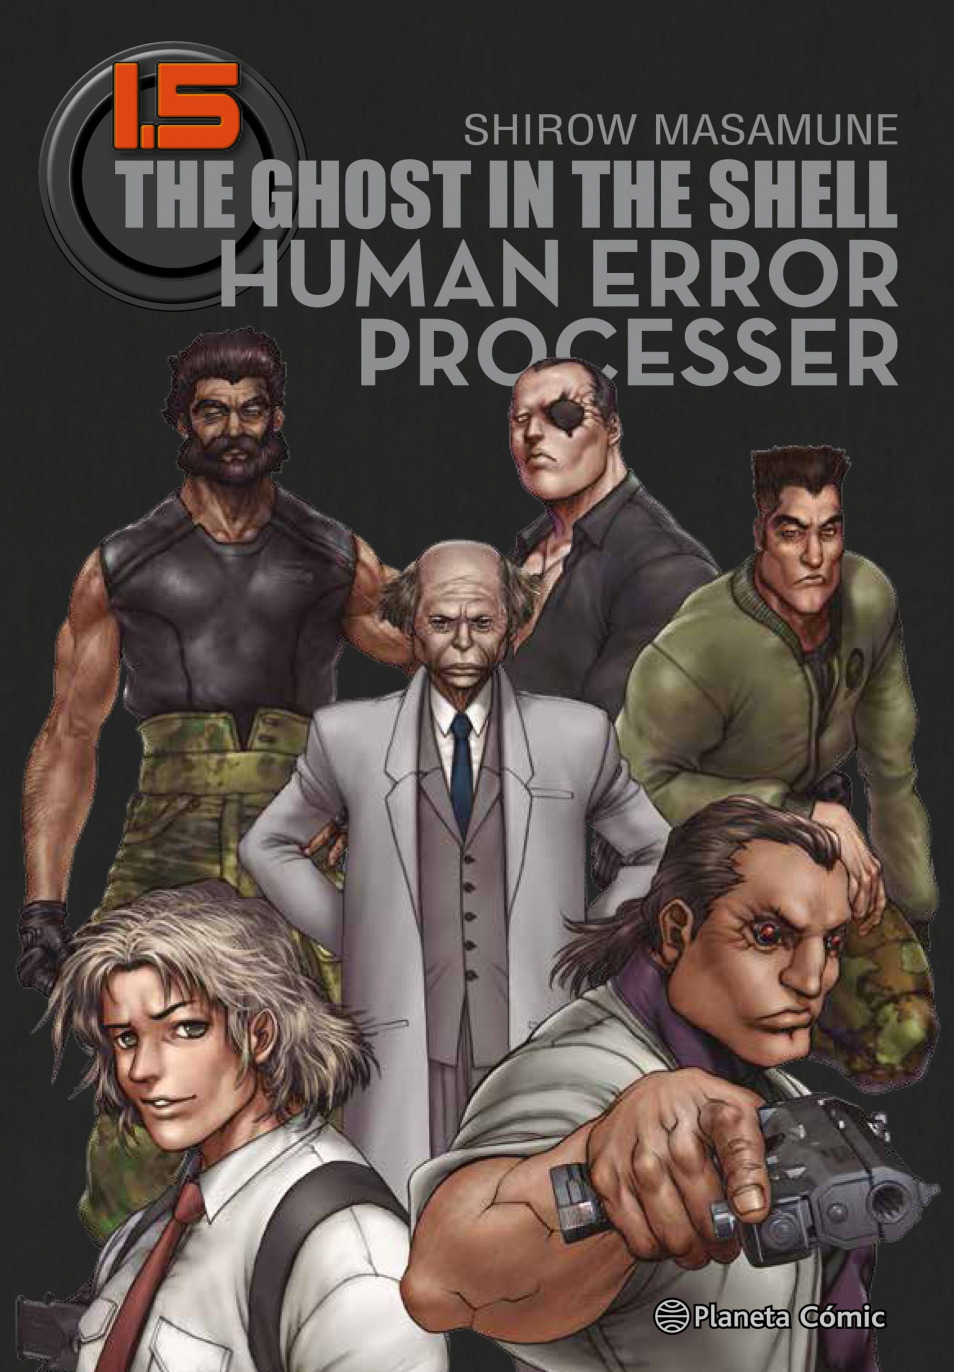 1.5
SHIROW MASAMUNE
THE GHOST IN THE SHELL
HUMAN ERROR
PROCESSER
Planeta Cómic